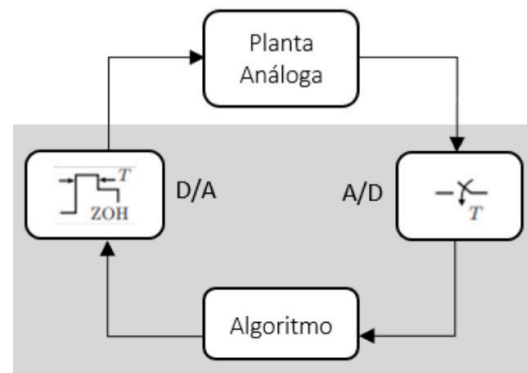 Planta
Análoga
T
ZOH
D/A
A/D
T
Algoritmo